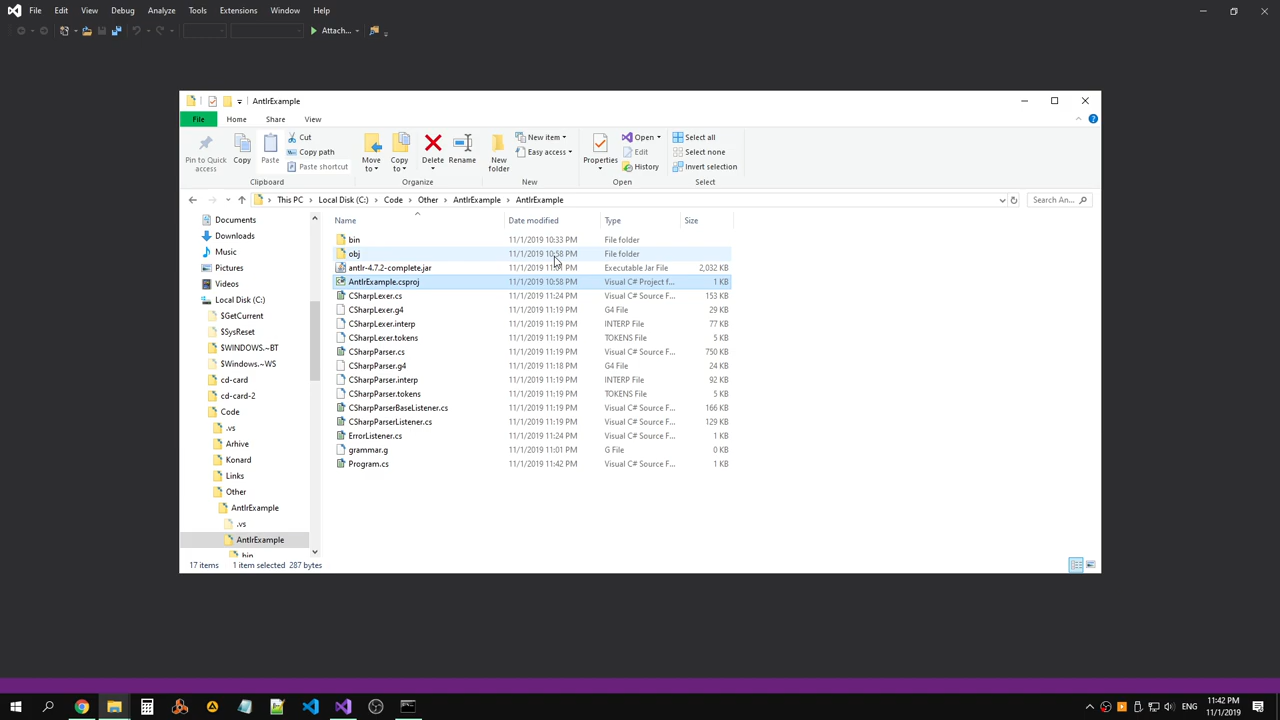 File Edit View Debug Analyze Tools Extensions Window Help
Attach...
AntlrExample
File Home Share View
Pin to Quick access
Copy
Paste
Cut
Copy path
Paste shortcut
Clipboard
Move to
Copy to
Delete
Rename
Organize
New folder
New item
Easy access
New
Properties
Open
Edit
History
Open
Select all
Select none
Invert selection
Select
This PC > Local Disk (C:) > Code > Other > AntlrExample > AntlrExample
Search An...
Documents
Downloads
Music
Pictures
Videos
Local Disk (C:)
$GetCurrent
$SysReset
$WINDOWS.~BT
$Windows.~WS
cd-card
cd-card-2
Code
.vs
Arhive
Konard
Links
Other
AntlrExample
.vs
AntlrExample
bin
Name Date modified Type Size
bin 11/1/2019 10:33 PM File folder
obj 11/1/2019 10:58 PM File folder
antlr-4.7.2-complete.jar 11/1/2019 PM Executable Jar File 2,032 KB
AntlrExample.csproj 11/1/2019 10:58 PM Visual C# Project f... 1 KB
CSharpLexer.cs 11/1/2019 11:24 PM Visual C# Source F... 153 KB
CSharpLexer.g4 11/1/2019 11:19 PM G4 File 29 KB
CSharpLexer.interp 11/1/2019 11:19 PM INTERP File 77 KB
CSharpLexer.tokens 11/1/2019 11:19 PM TOKENS File 5 KB
CSharpParser.cs 11/1/2019 11:19 PM Visual C# Source F... 750 KB
CSharpParser.g4 11/1/2019 11:18 PM G4 File 24 KB
CSharpParser.interp 11/1/2019 11:19 PM INTERP File 92 KB
CSharpParser.tokens 11/1/2019 11:19 PM TOKENS File 5 KB
CSharpParserBaseListener.cs 11/1/2019 11:19 PM Visual C# Source F... 166 KB
CSharpParserListener.cs 11/1/2019 11:19 PM Visual C# Source F... 129 KB
ErrorListener.cs 11/1/2019 11:24 PM Visual C# Source F... 1 KB
grammar.g 11/1/2019 11:01 PM G File 0 KB
Program.cs 11/1/2019 11:42 PM Visual C# Source F... 1 KB
17 items 1 item selected 287 bytes
ENG
11:42 PM
11/1/2019